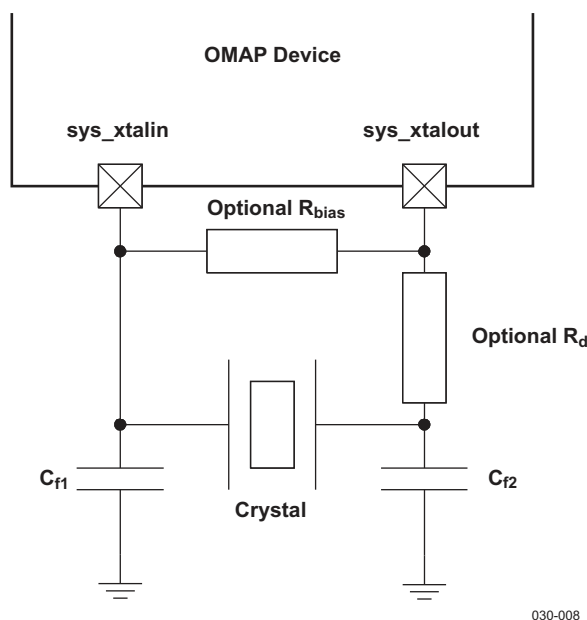 OMAP Device
sys_xtalin
sys_xtalout
Optional Rbias
Optional Rd
Cf1
Cf2
Crystal
030-008